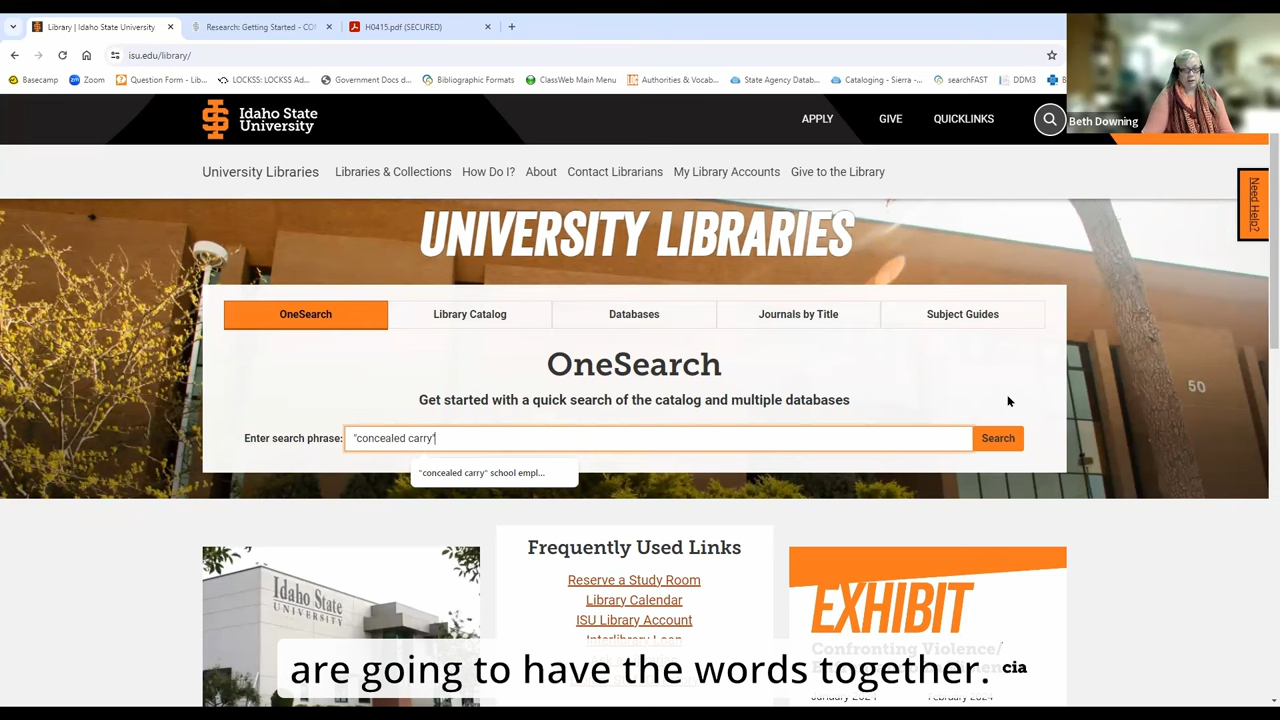 Library | Idaho State University
Research: Getting Started - CO
H0415.pdf (SECURED)
isu.edu/library/
Basecamp
Zoom
Question Form - Lib...
LOCKSS: LOCKSS Ad...
Government Docs d...
Bibliographic Formats
ClassWeb Main Menu
Authorities & Vocab...
State Agency Datab...
Cataloging - Sierra -...
searchFAST
DDM3
Beth Downing
Idaho State
University
APPLY
GIVE
QUICKLINKS
University Libraries
Libraries & Collections
How Do I?
About
Contact Librarians
My Library Accounts
Give to the Library
Need Help?
UNIVERSITY LIBRARIES
OneSearch
Library Catalog
Databases
Journals by Title
Subject Guides
OneSearch
Get started with a quick search of the catalog and multiple databases
50
Enter search phrase:
"concealed carry"
Search
"concealed carry" school empl...
Frequently Used Links
Reserve a Study Room
Library Calendar
ISU Library Account
Interlibrary Loan
Idaho State
UNIVERSITY
EXHIBIT
Confronting Violence/
cia
are going to have the words together.